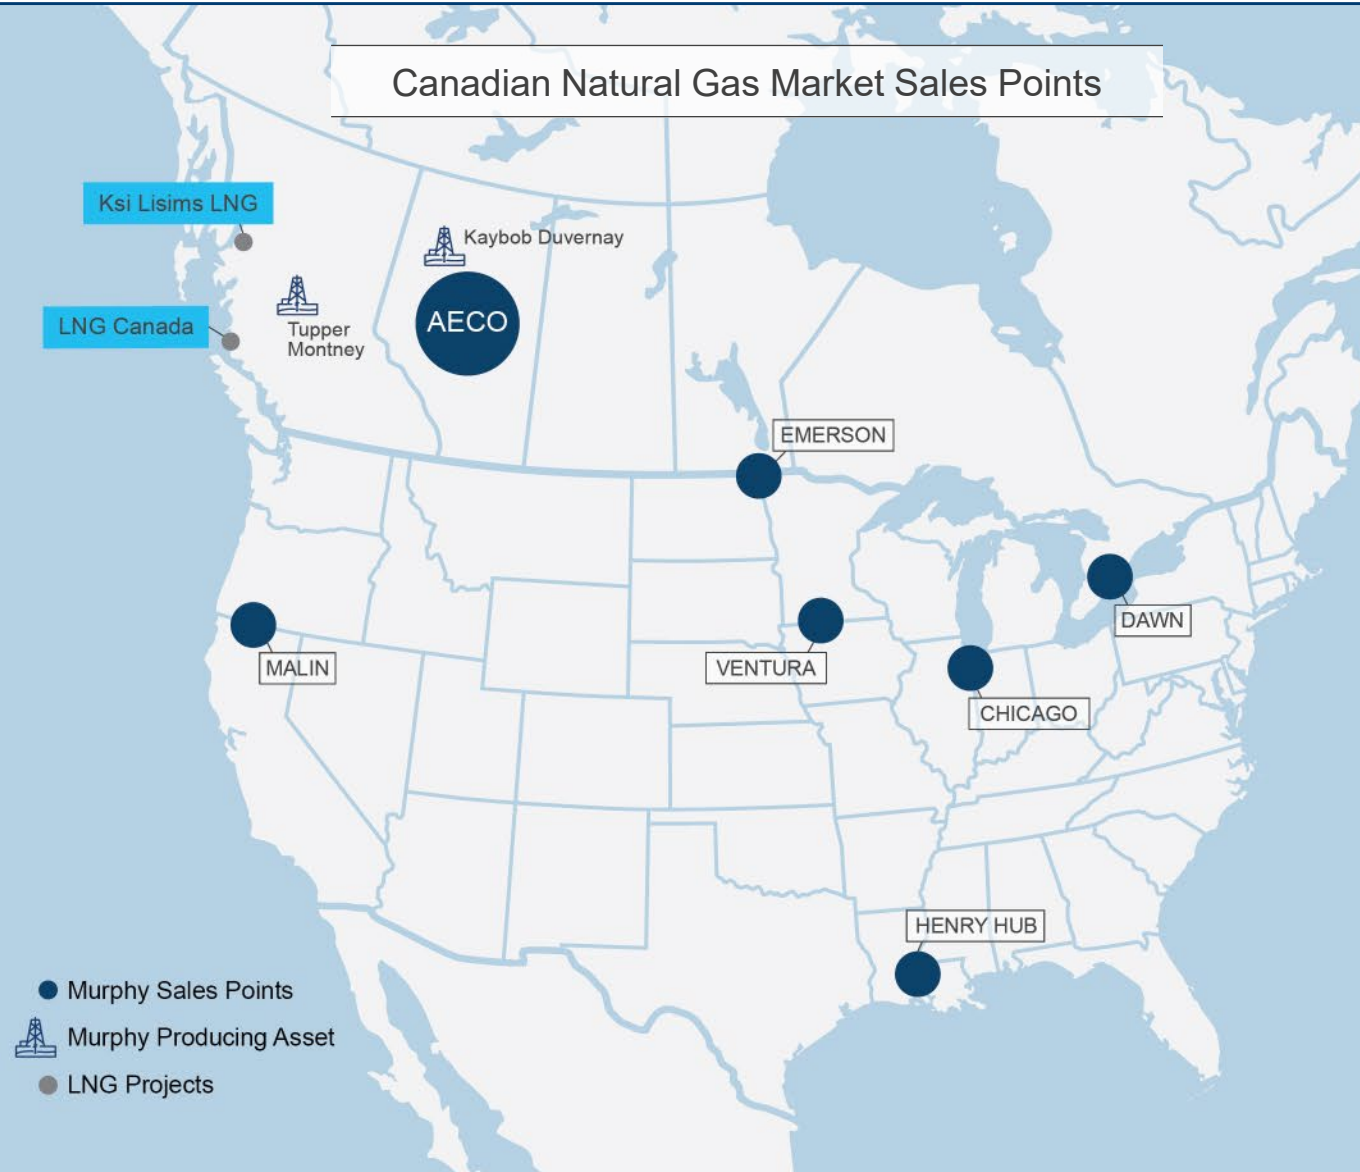 Canadian Natural Gas Market Sales Points
Ksi Lisims LNG
Kaybob Duvernay
LNG Canada
Tupper
Montney
AECO
EMERSON
DAWN
MALIN
VENTURA
CHICAGO
HENRY HUB
Murphy Sales Points
Murphy Producing Asset
LNG Projects